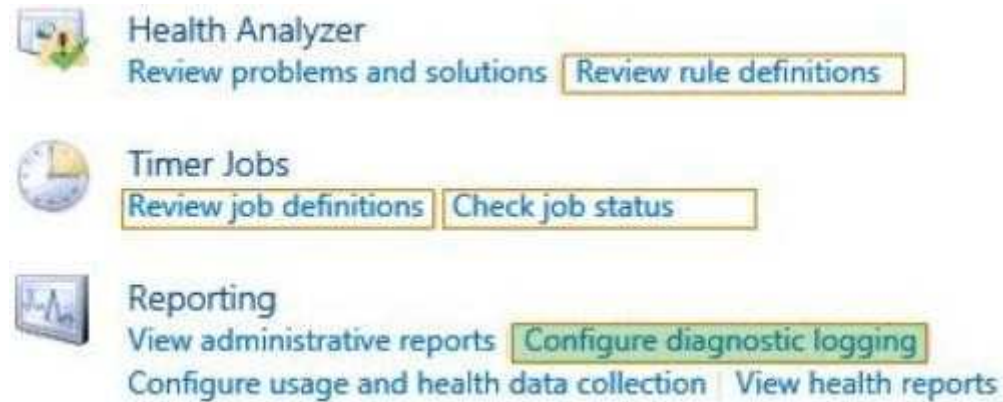 Health Analyzer
Review problems and solutions Review rule definitions
Timer Jobs
Review job definitions Check job status
Reporting
View administrative reports Configure diagnostic logging
Configure usage and health data collection View health reports